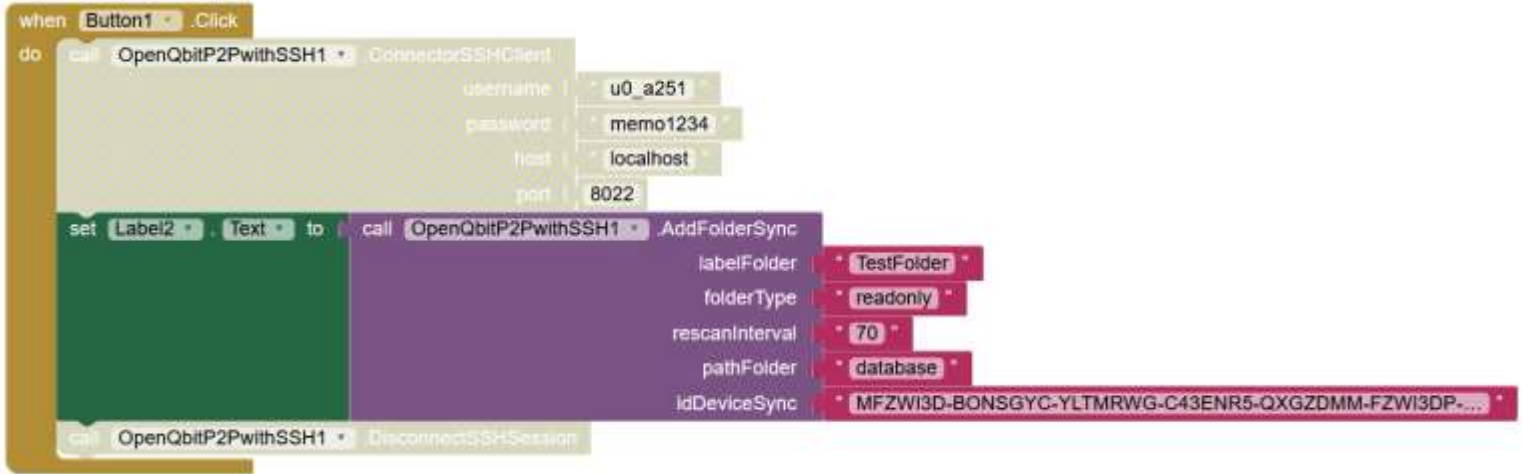 when Button1 .Click
do call OpenQbitP2PwithSSH1 .ConnectorSSHClient
username " u0_a251 "
password " memo1234 "
host " localhost "
port 8022
set Label2 . Text to call OpenQbitP2PwithSSH1 .AddFolderSync
labelFolder " TestFolder "
folderType " readonly "
rescanInterval " 70 "
pathFolder " database "
idDeviceSync " MFZWI3D-BONSGYC-YLTMRWG-C43ENR5-QXGZDMM-FZWI3DP-... "
call OpenQbitP2PwithSSH1 .DisconnectSSHSession